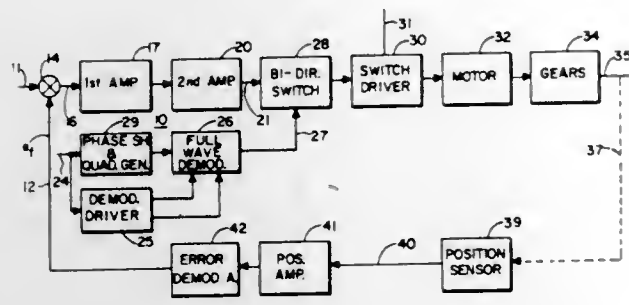 31
14
17
20
28
30
32
34
11
1st AMP
2nd AMP
BI-DIR. SWITCH
SWITCH DRIVER
MOTOR
GEARS
35
16
21
29
10
26
27
PHASE SH & QUAD. GEN.
FULL WAVE DEMOD.
37
ef
24
12
DEMOD. DRIVER
25
42
41
39
ERROR DEMOD A.
POS. AMP.
40
POSITION SENSOR